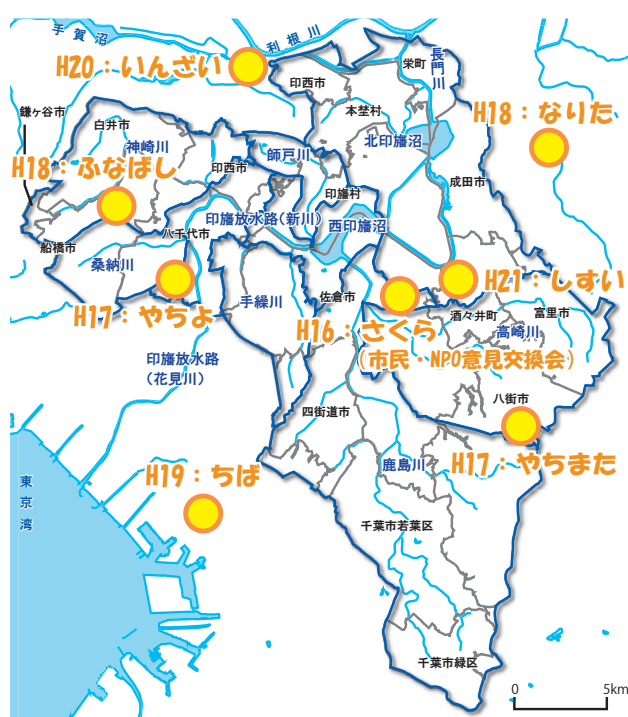 手賀沼
利根川
H20：いんざい
印西市
栄町
長門川
本埜村
鎌ヶ谷市
白井市
神崎川
師戸川
北印旛沼
H18：なりた
H18：ふなばし
印西市
印旛村
成田市
印旛放水路（新川）
西印旛沼
船橋市
八千代市
桑納川
H17：やちよ
手繰川
佐倉市
H21：しすい
H16：さくら
（市民・NPO意見交換会）
酒々井町
富里市
高崎川
印旛放水路
（花見川）
八街市
四街道市
H17：やちまた
鹿島川
H19：ちば
東京湾
千葉市若葉区
千葉市緑区
0
5km